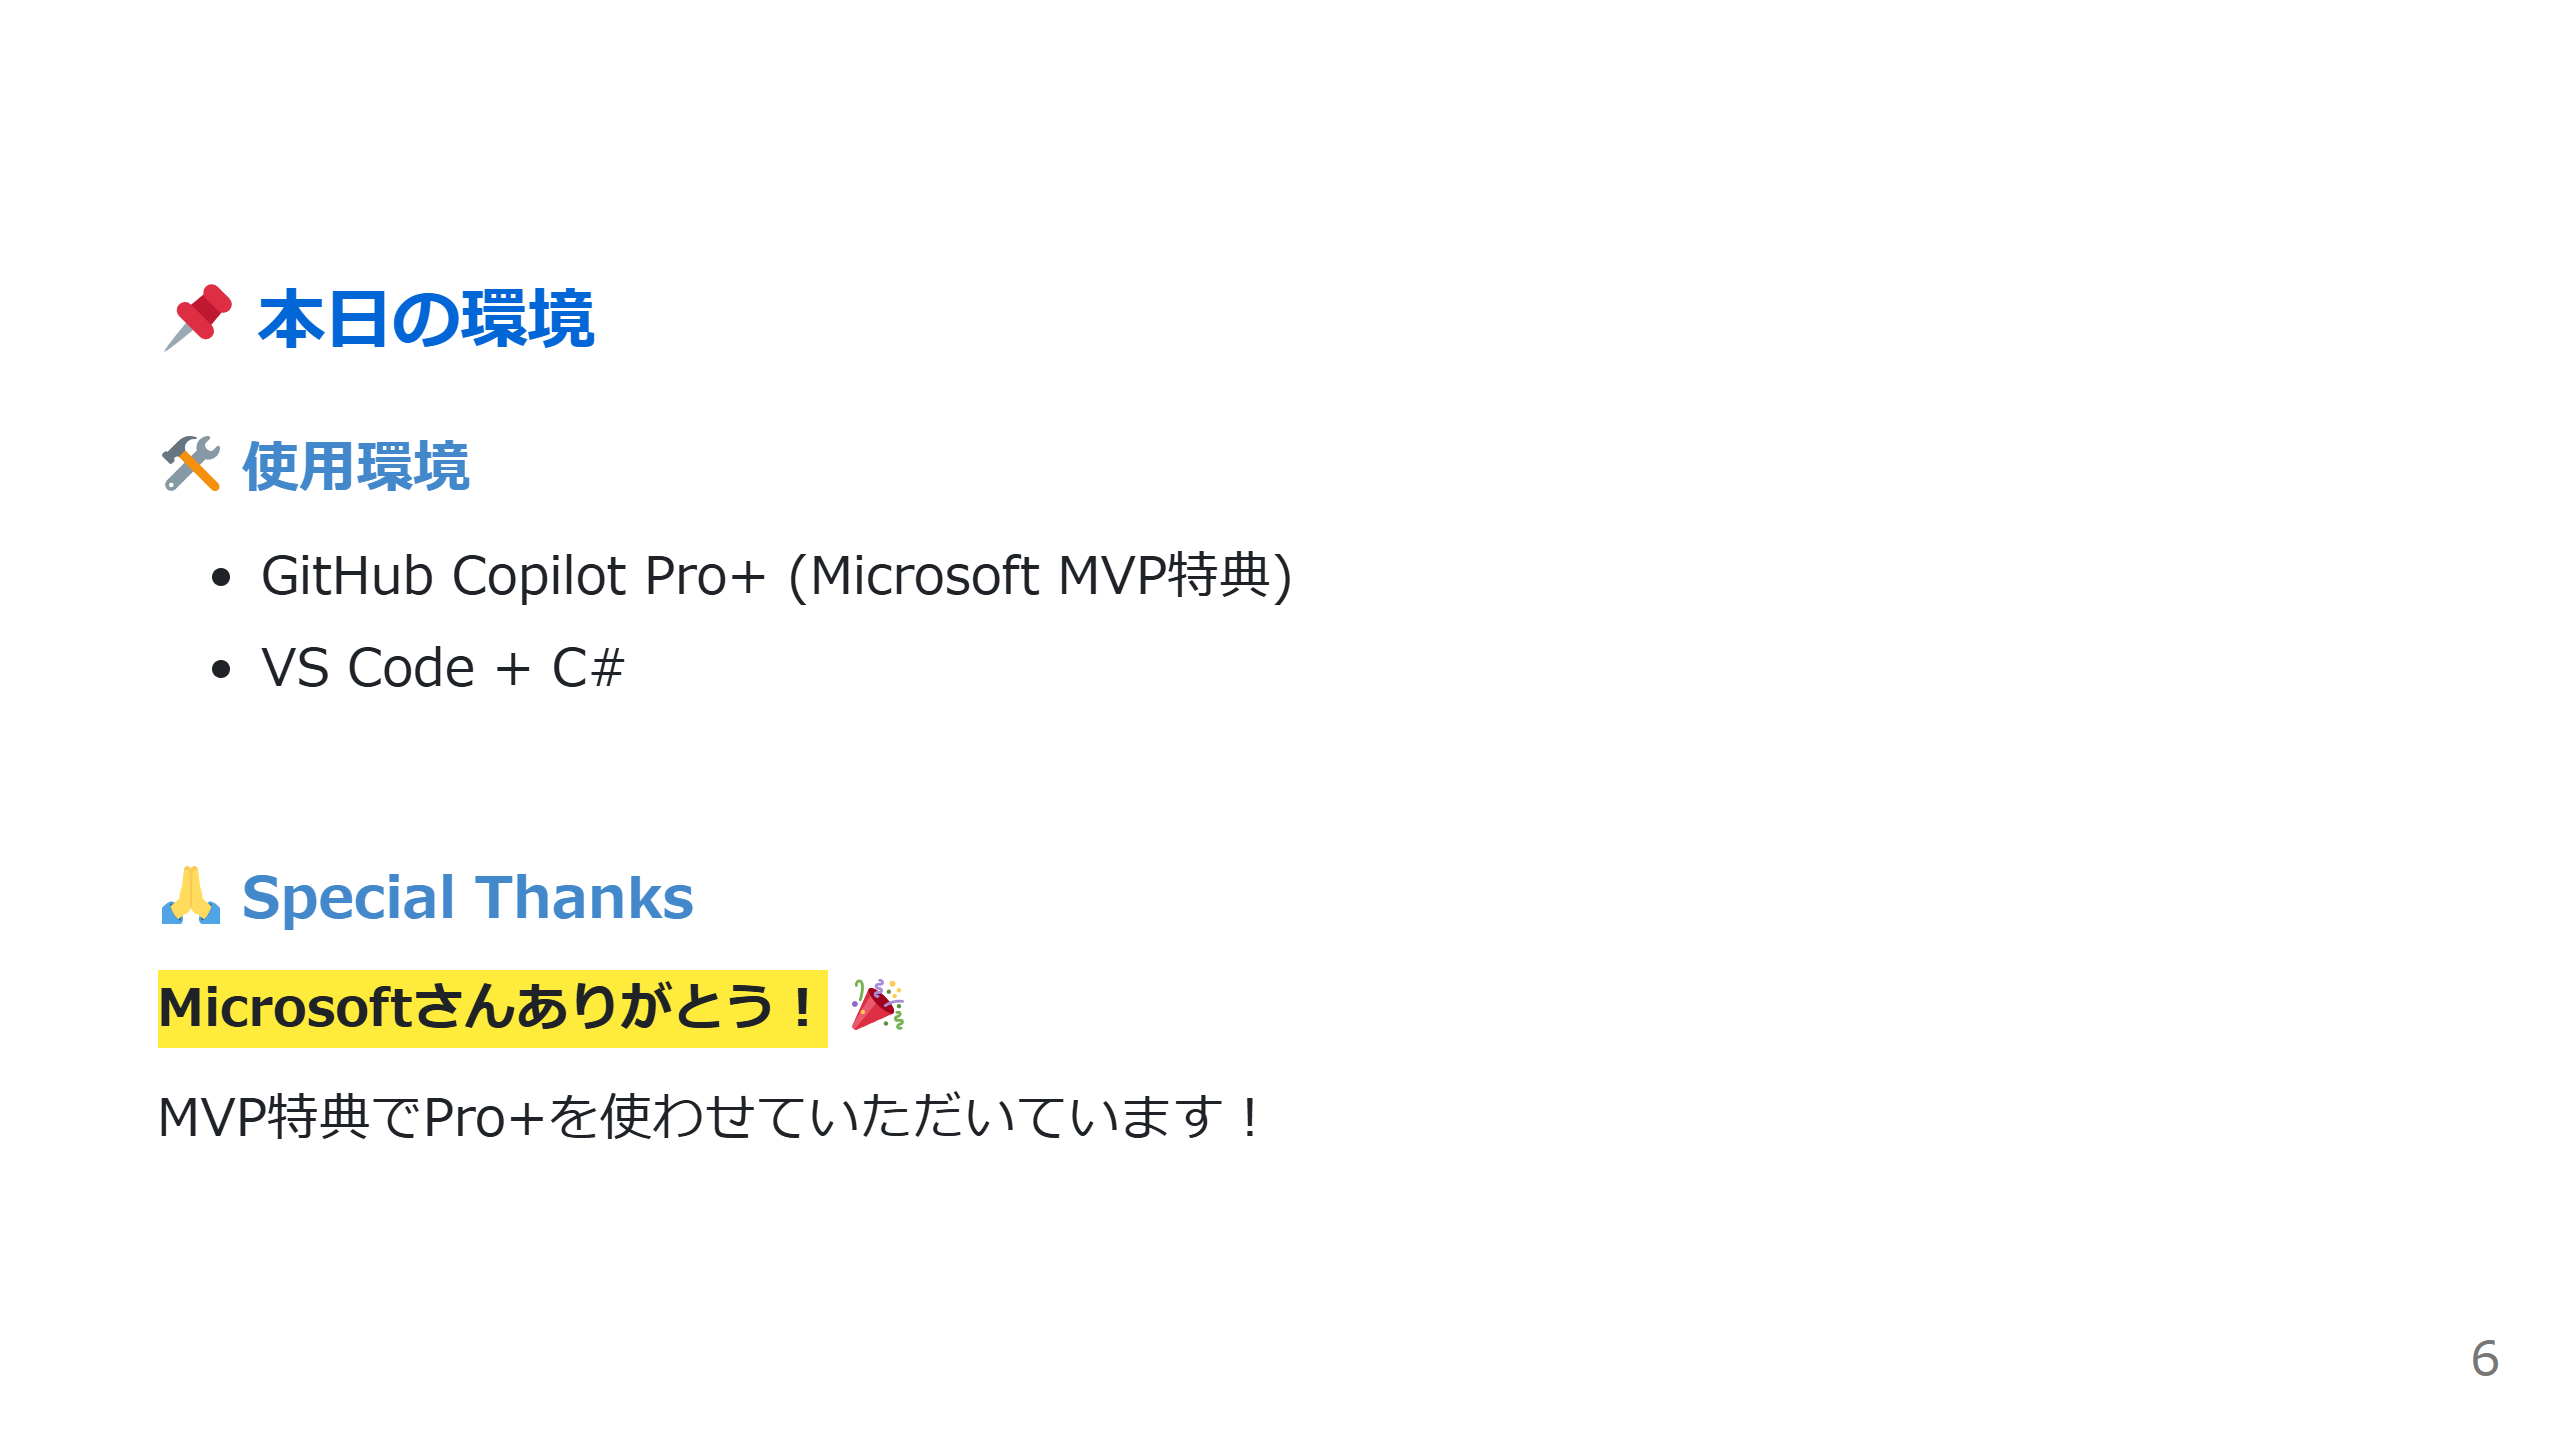 📌 本日の環境
🛠️ 使用環境
• GitHub Copilot Pro+ (Microsoft MVP特典)
• VS Code + C#
🙏 Special Thanks
Microsoftさんありがとう！ 🎉
MVP特典でPro+を使わせていただいています！
6